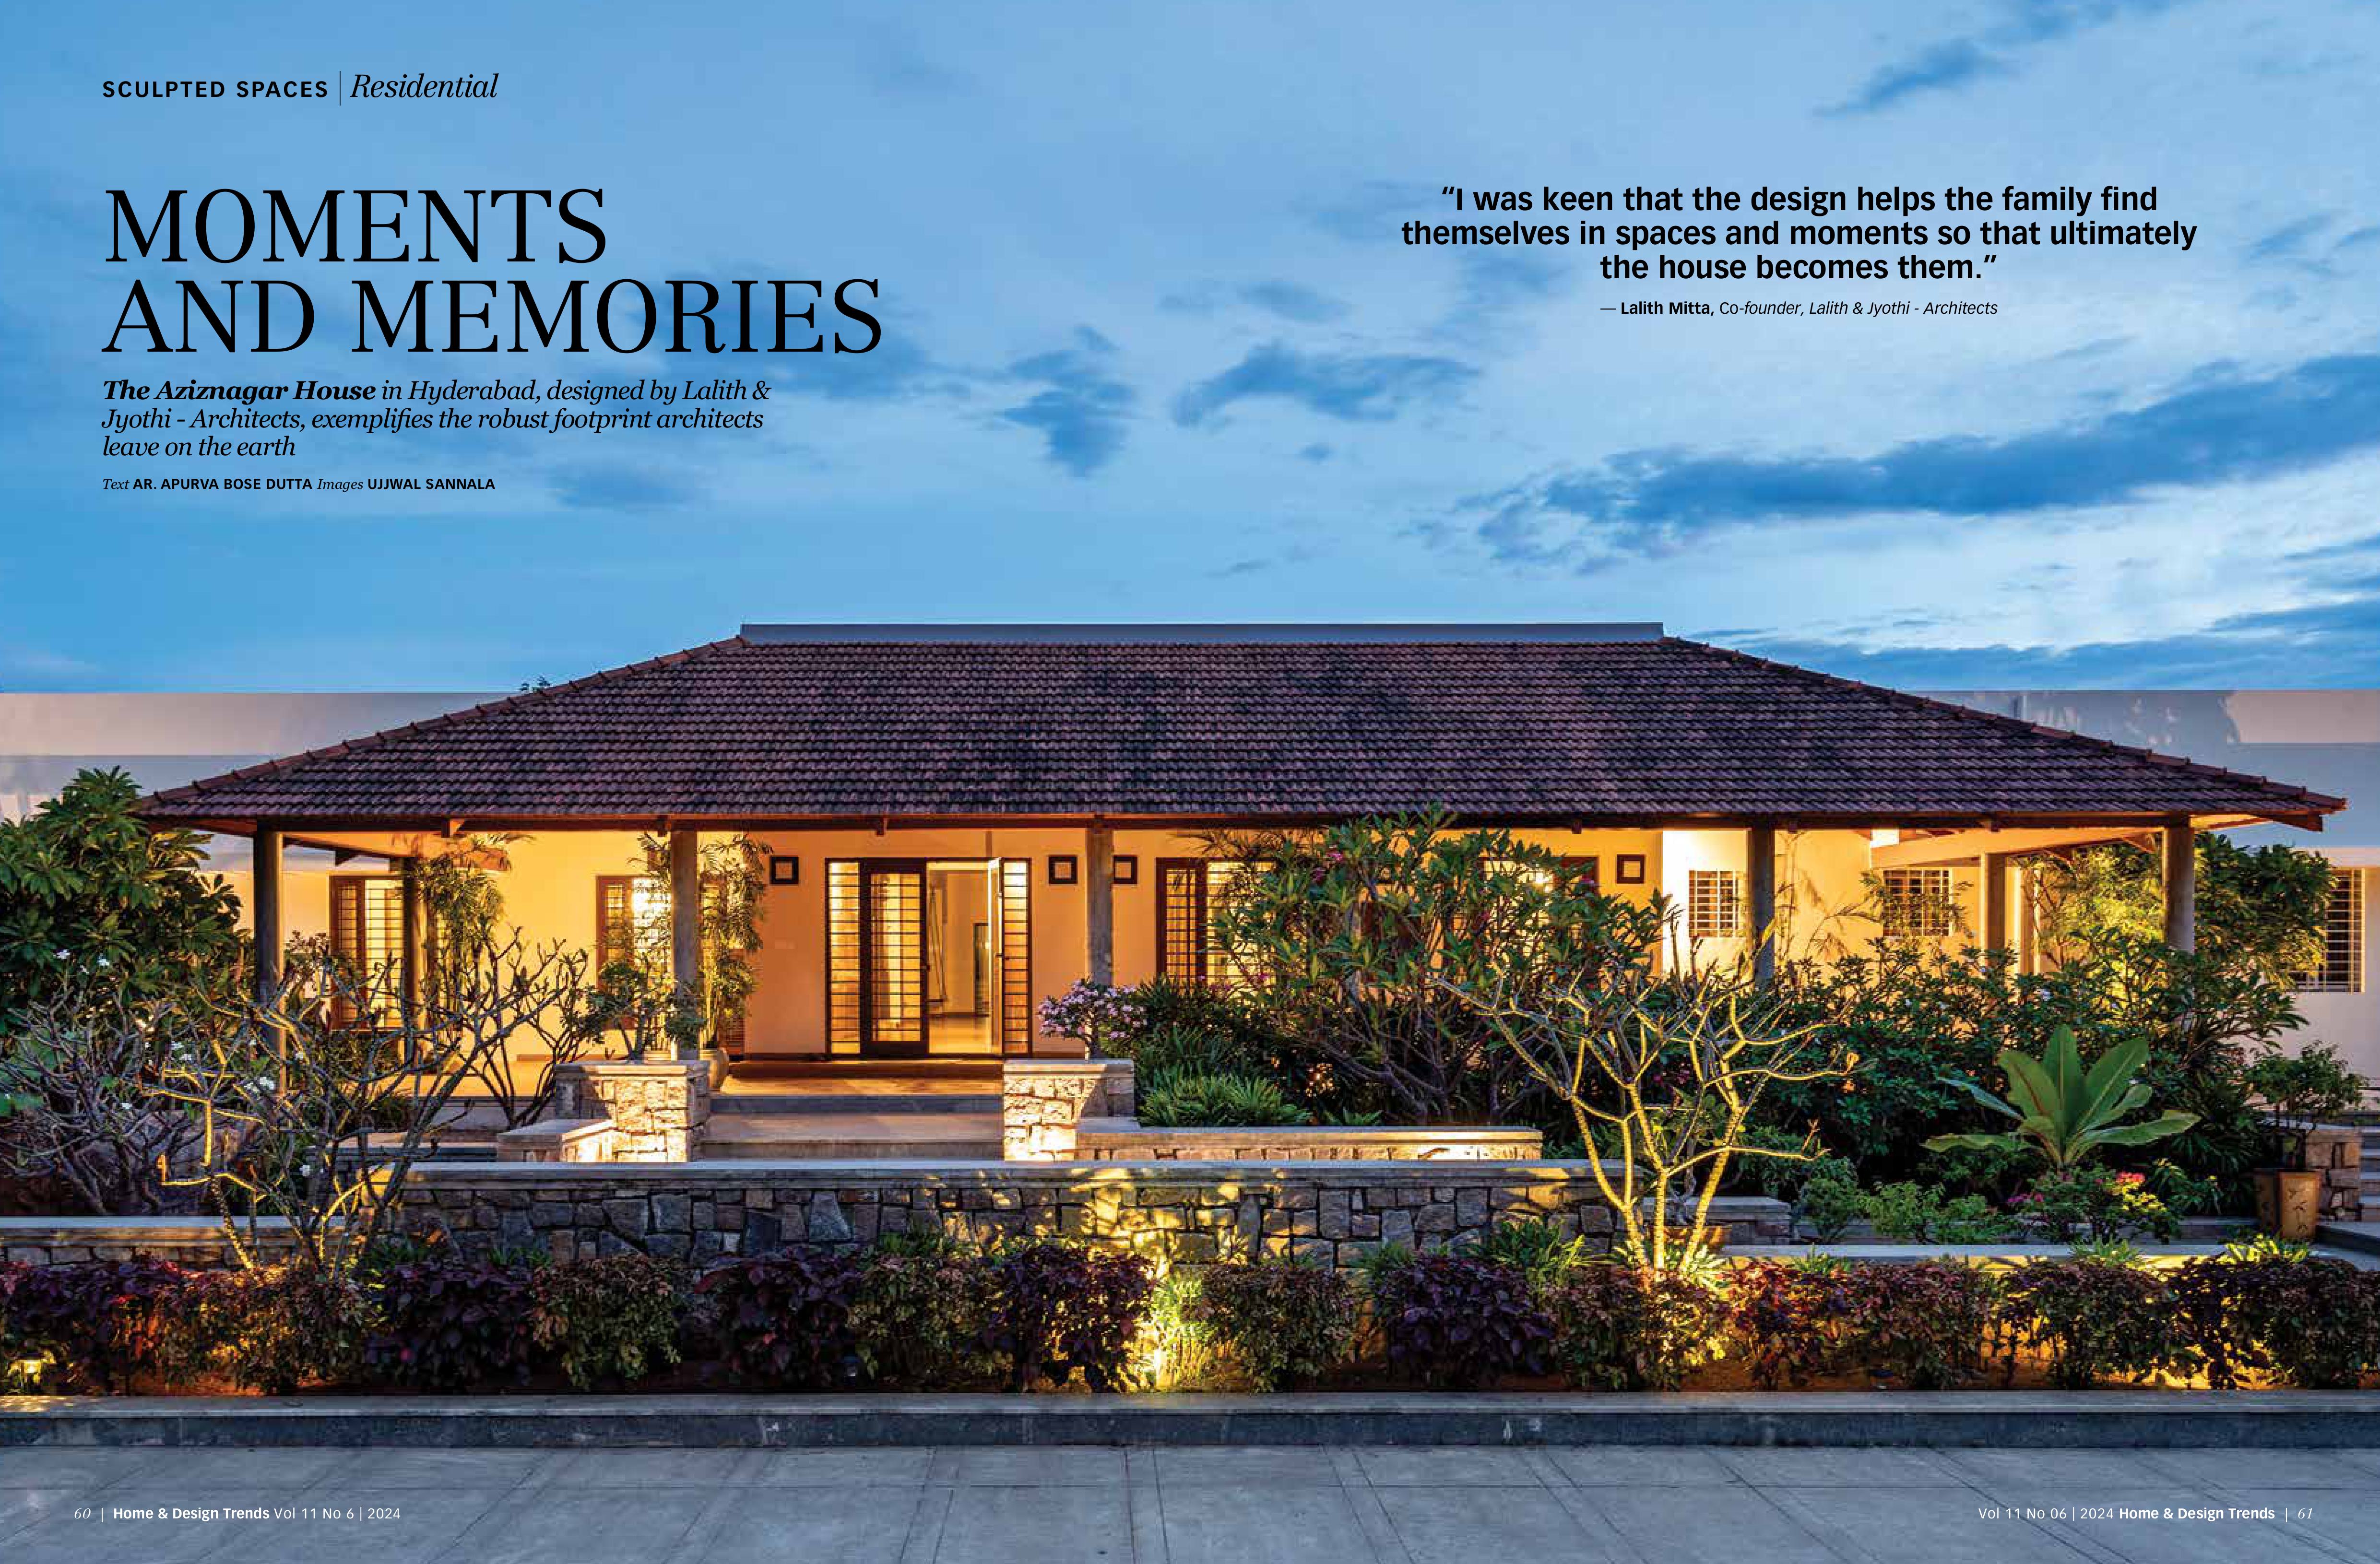 SCULPTED SPACES | Residential
MOMENTS
AND MEMORIES
The Aziznagar House in Hyderabad, designed by Lalith &
Jyothi - Architects, exemplifies the robust footprint architects
leave on the earth
Text AR. APURVA BOSE DUTTA Images UJJWAL SANNALA
“I was keen that the design helps the family find
themselves in spaces and moments so that ultimately
the house becomes them.”
— Lalith Mitta, Co-founder, Lalith & Jyothi - Architects
60 | Home & Design Trends Vol 11 No 6 | 2024
Vol 11 No 06 | 2024 Home & Design Trends | 61